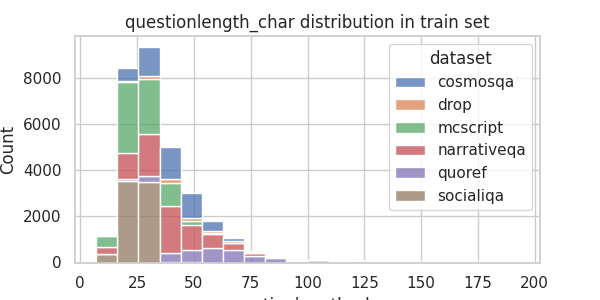 questionlength_char distribution in train set
Count
8000
6000
4000
2000
0
dataset
cosmosqa
drop
mcscript
narrativeqa
quoref
socialiqa
0 25 50 75 100 125 150 175 200